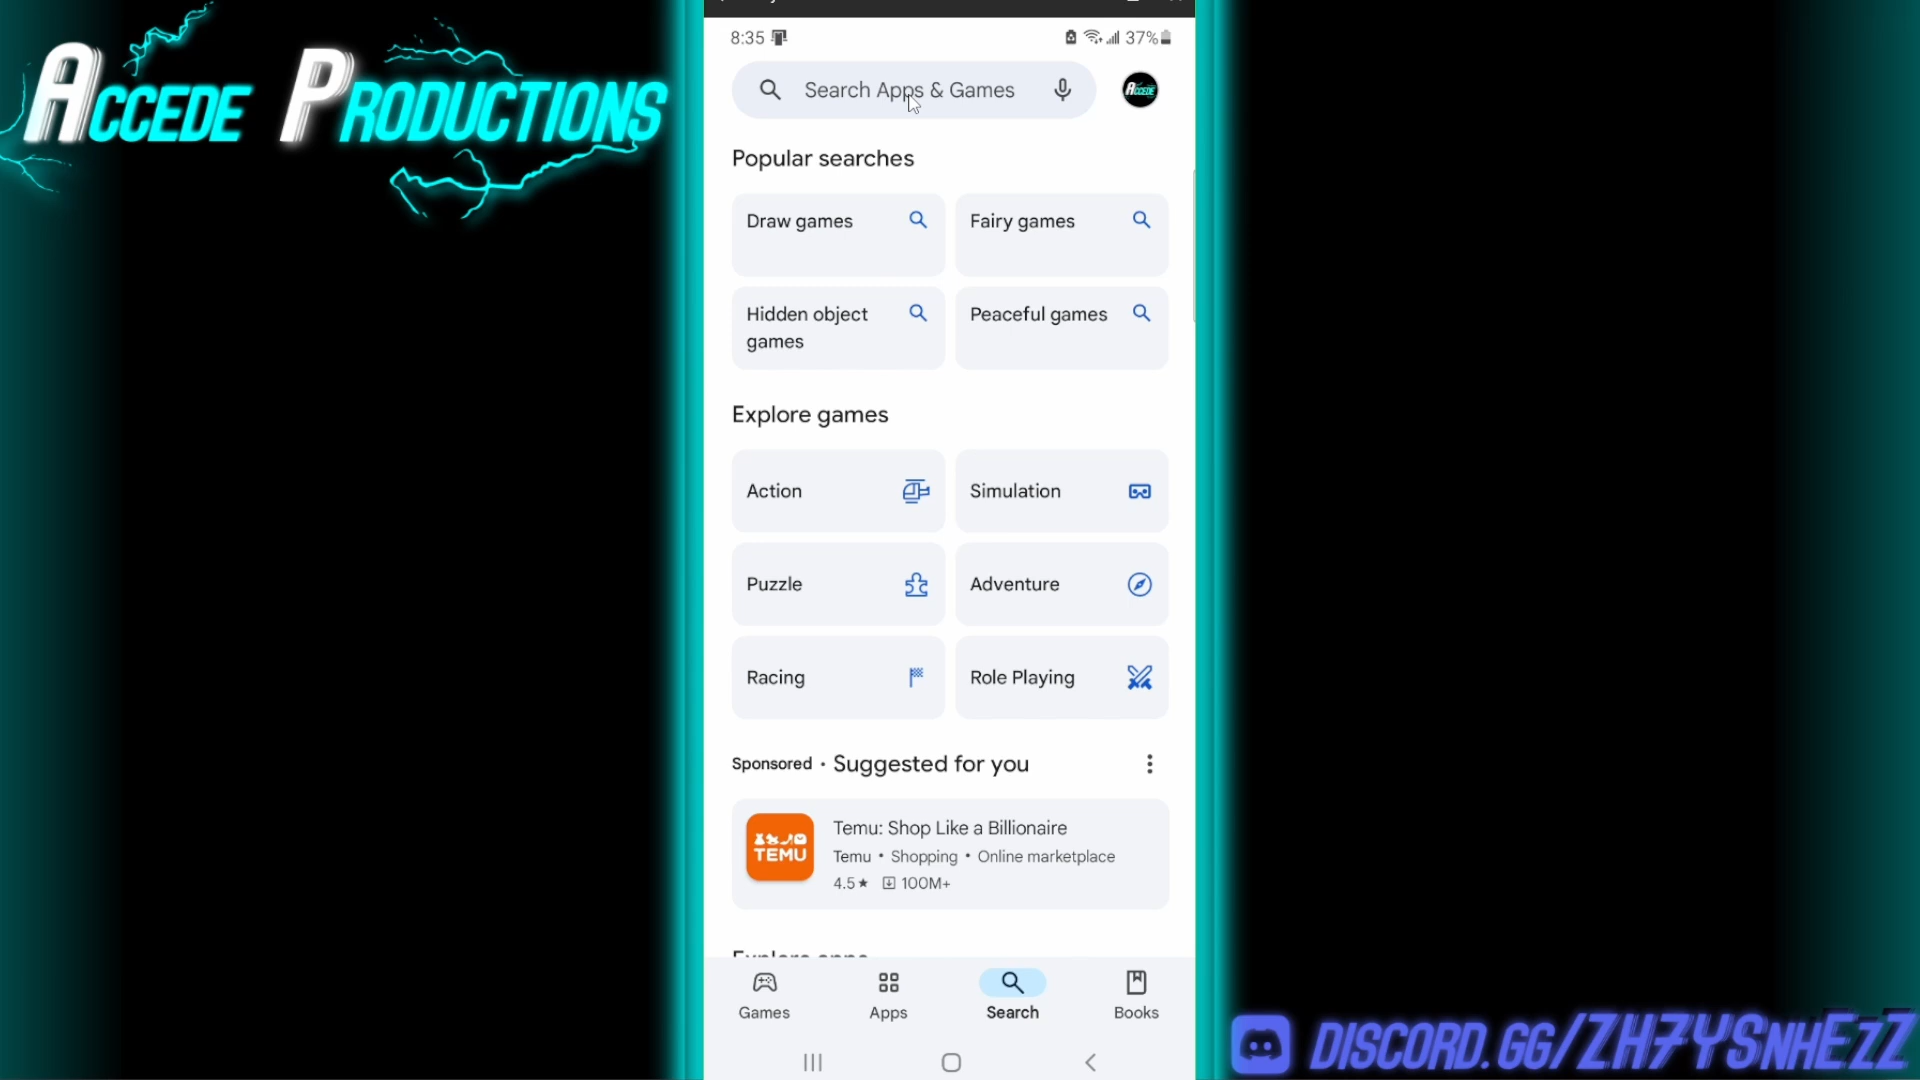 ACCEDE PRODUCTIONS
8:35
37%
Search Apps & Games
ACCEDE
Popular searches
Draw games
Fairy games
Hidden object
games
Peaceful games
Explore games
Action
Simulation
Puzzle
Adventure
Racing
Role Playing
Sponsored • Suggested for you
TEMU
Temu: Shop Like a Billionaire
Temu • Shopping • Online marketplace
4.5★ 100M+
Explore apps
Games
Apps
Search
Books
DISCORD.GG/ZH7YSNHEZZ